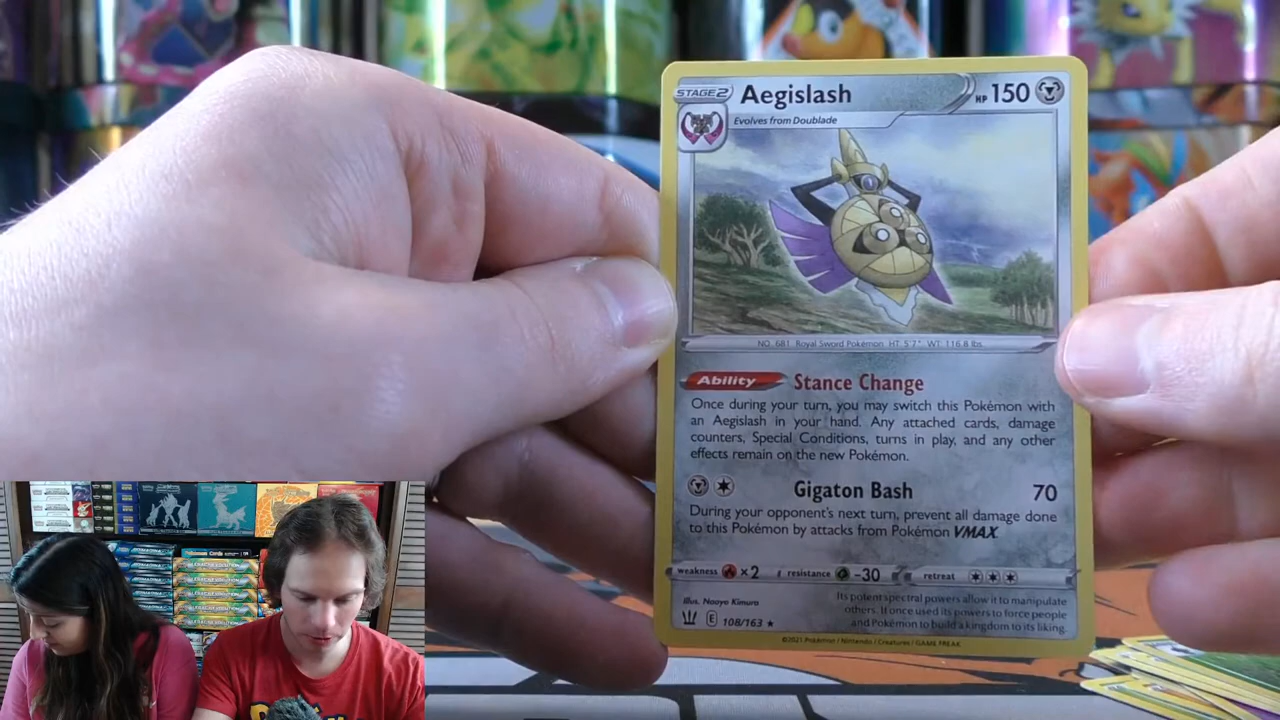 STAGE2 Aegislash HP 150
Evolves from Doublade
NO. 681 Royal Sword Pokémon HT: 5'7" WT: 116.8 lbs.
Ability Stance Change
Once during your turn, you may switch this Pokémon with
an Aegislash in your hand. Any attached cards, damage
counters, Special Conditions, turns in play, and any other
effects remain on the new Pokémon.
Gigaton Bash 70
During your opponent's next turn, prevent all damage done
to this Pokémon by attacks from Pokémon VMAX.
weakness ×2 resistance -30 retreat
Illus. Naoyo Kimura
E 108/163 ★
Its potent spectral powers allow it to manipulate
others. It once used its powers to force people
and Pokémon to build a kingdom to its liking.
©2021 Pokémon / Nintendo / Creatures / GAME FREAK